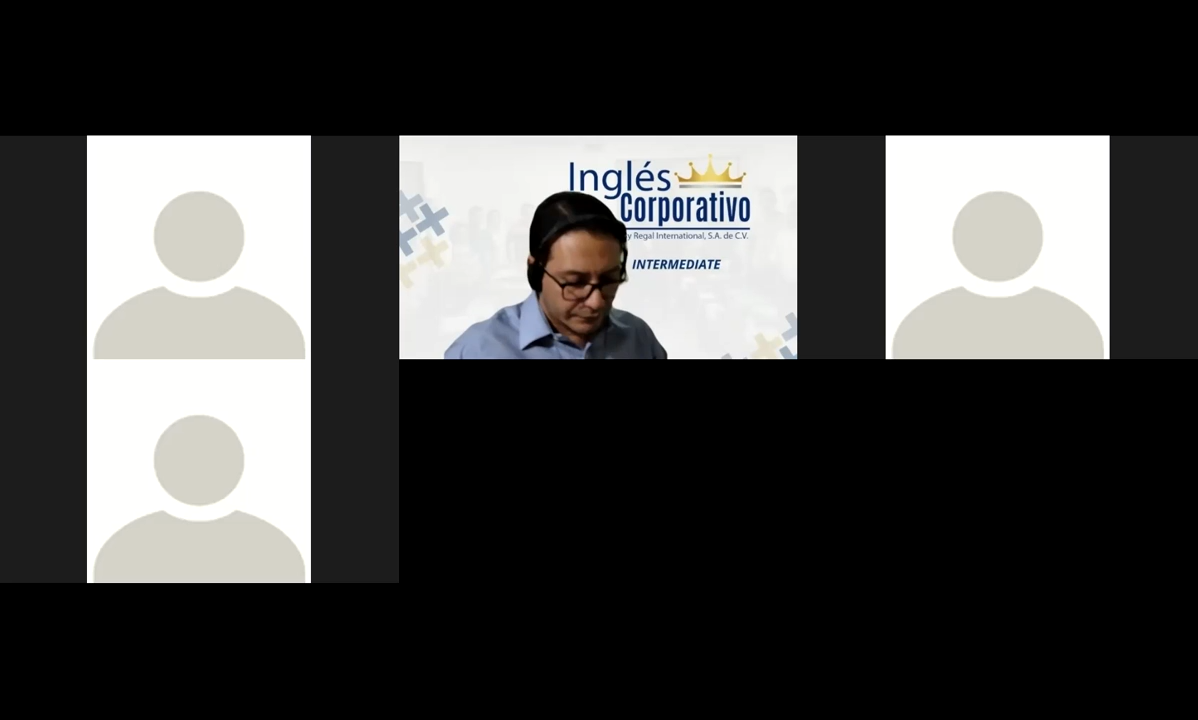 Inglés
Corporativo
y Regal International, S.A. de C.V.
INTERMEDIATE